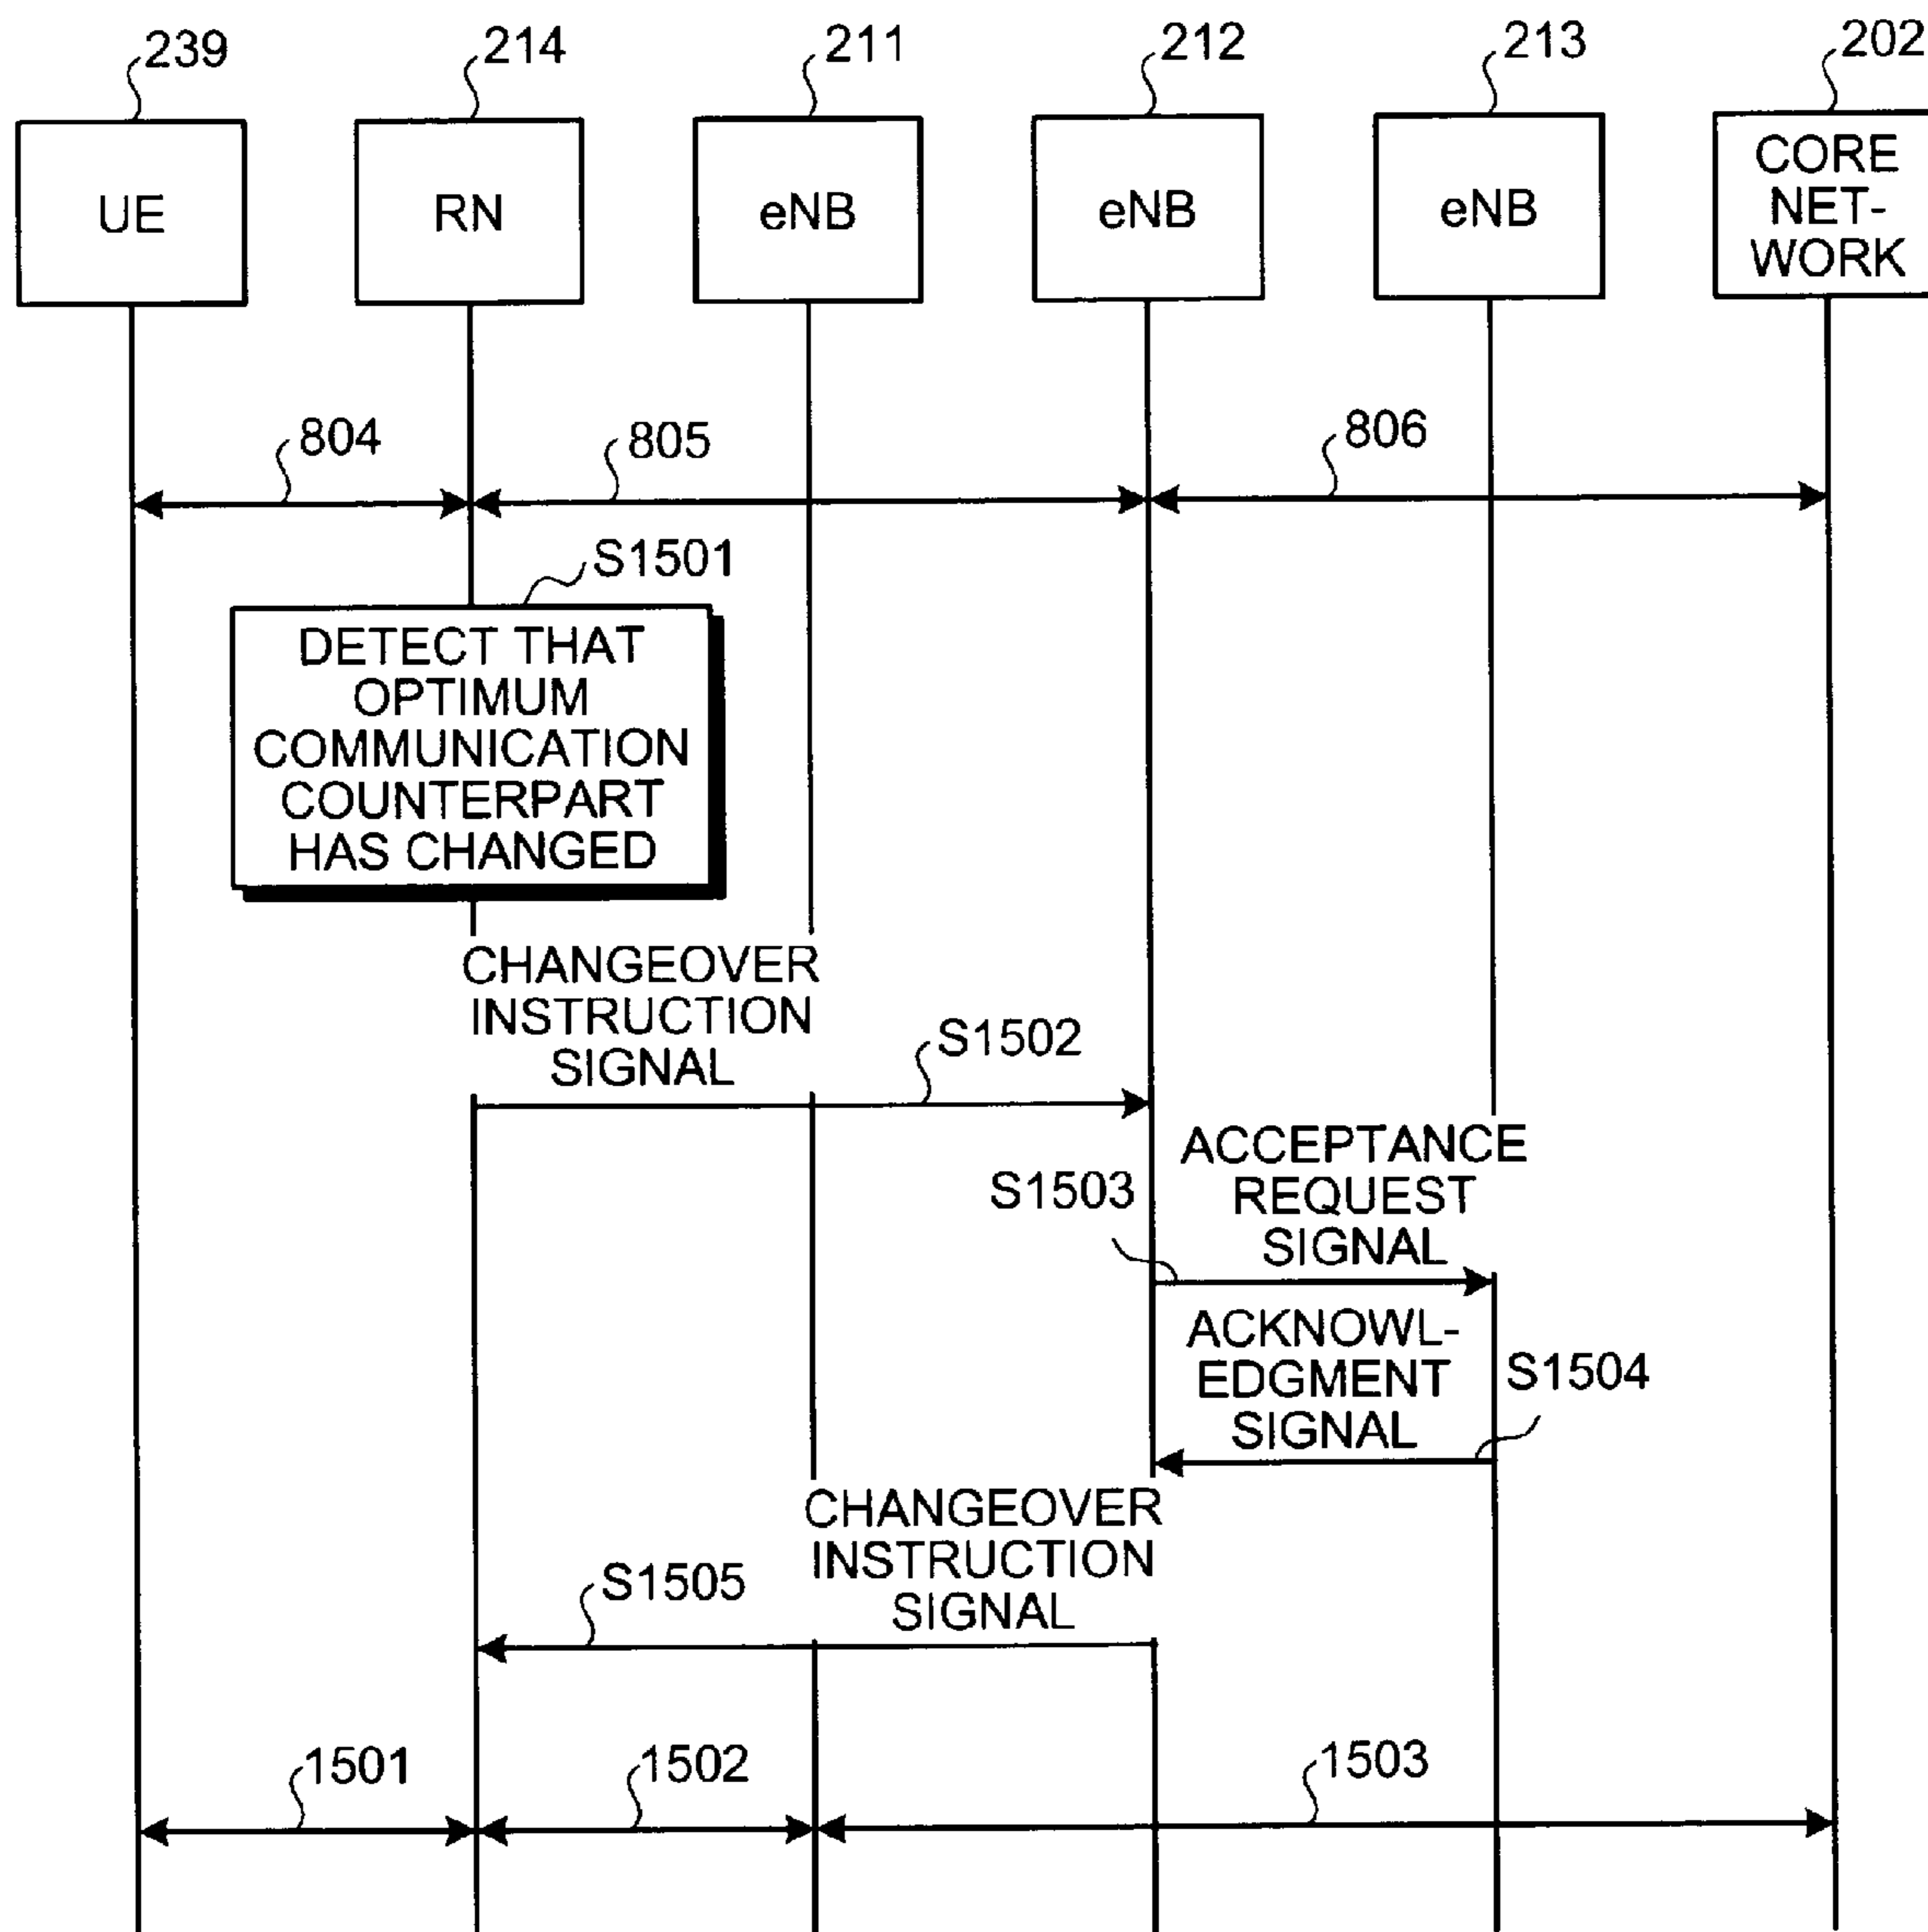 239
214
211
212
213
202
UE
RN
eNB
eNB
eNB
CORE
NET-
WORK
804
805
806
S1501
DETECT THAT
OPTIMUM
COMMUNICATION
COUNTERPART
HAS CHANGED
CHANGEOVER
INSTRUCTION
SIGNAL
S1502
ACCEPTANCE
REQUEST
SIGNAL
S1503
ACKNOWL-
EDGMENT
SIGNAL
S1504
CHANGEOVER
INSTRUCTION
SIGNAL
S1505
1501
1502
1503